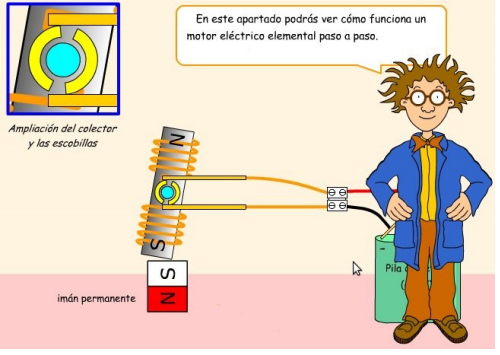 En este apartado podrás ver cómo funciona un
motor eléctrico elemental paso a paso.
Ampliación del colector
y las escobillas
N
S
S
N
imán permanente
Pila